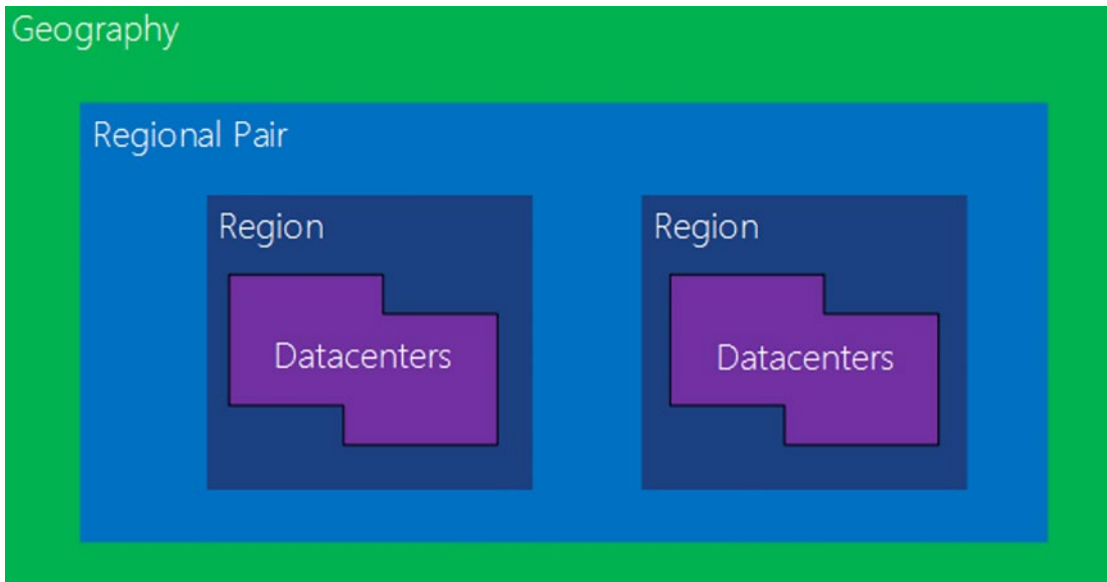 Geography
Regional Pair
Region
Region
Datacenters
Datacenters